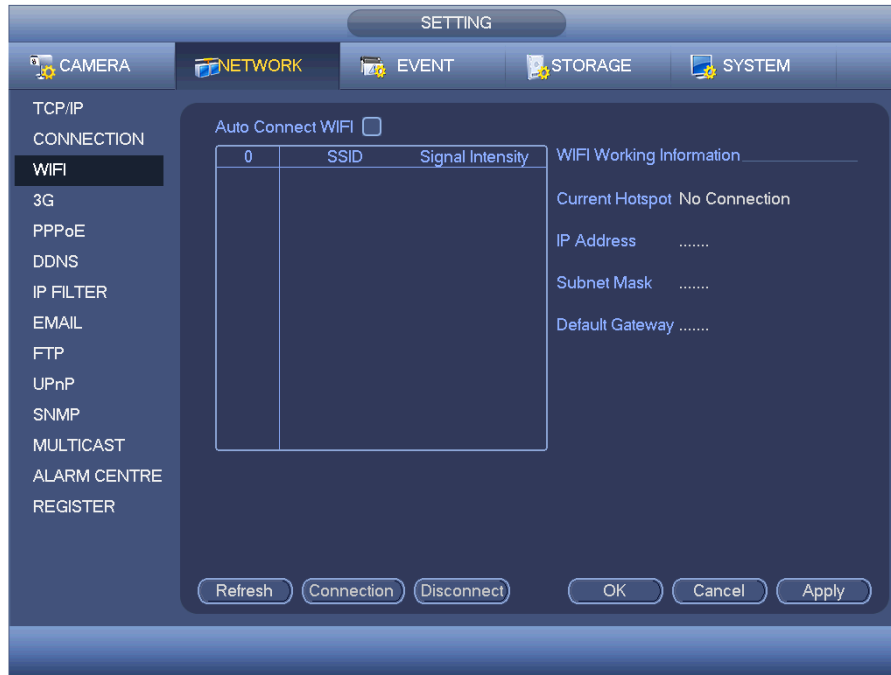 SETTING
CAMERA NETWORK EVENT STORAGE SYSTEM
TCP/IP
CONNECTION
WIFI
3G
PPPoE
DDNS
IP FILTER
EMAIL
FTP
UPnP
SNMP
MULTICAST
ALARM CENTRE
REGISTER
Auto Connect WIFI
0 SSID Signal Intensity
WIFI Working Information
Current Hotspot No Connection
IP Address .......
Subnet Mask .......
Default Gateway .......
Refresh Connection Disconnect OK Cancel Apply